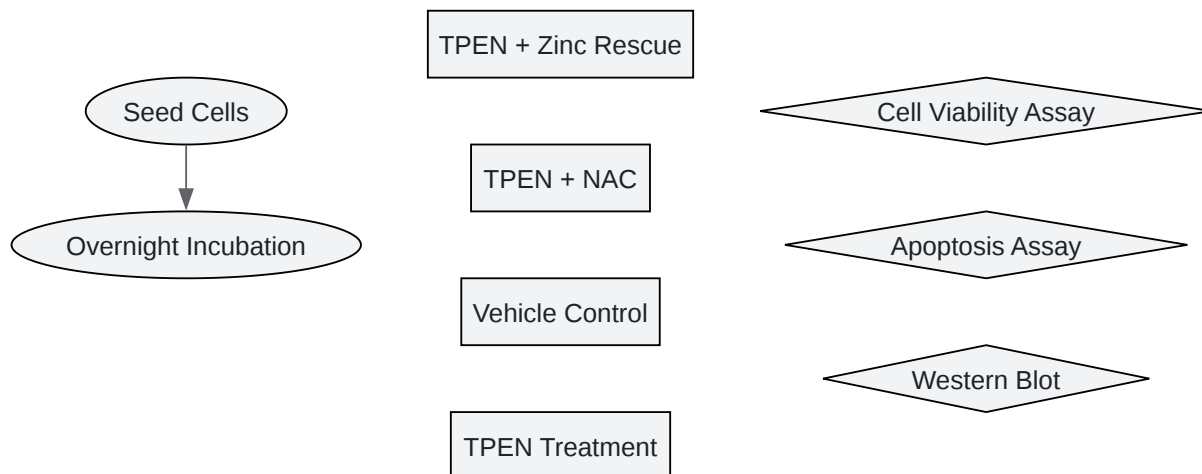 Seed Cells
Overnight Incubation
TPEN + Zinc Rescue
TPEN + NAC
Vehicle Control
TPEN Treatment
Cell Viability Assay
Apoptosis Assay
Western Blot